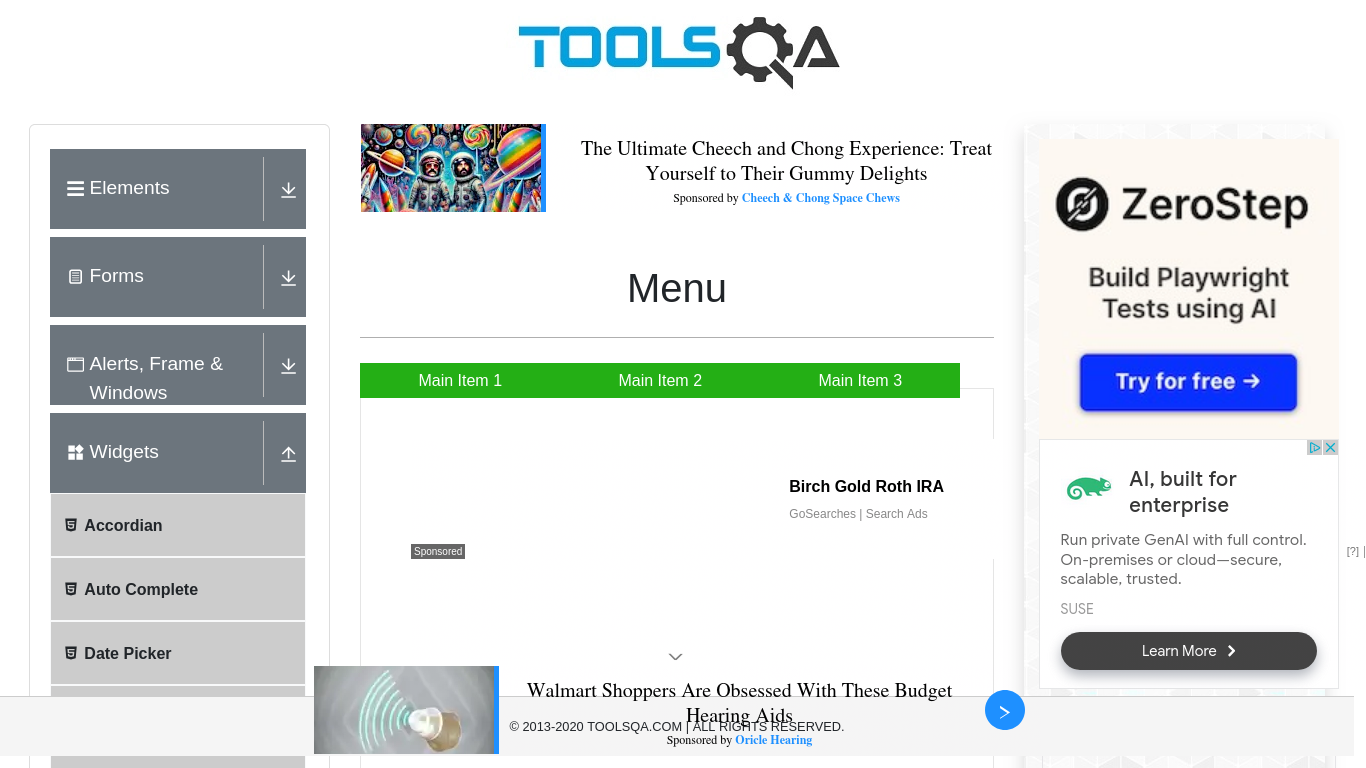 TOOLSQA
Elements
Forms
Alerts, Frame &
Windows
Widgets
Accordian
Auto Complete
Date Picker
The Ultimate Cheech and Chong Experience: Treat
Yourself to Their Gummy Delights
Sponsored by Cheech & Chong Space Chews
Menu
Main Item 1
Main Item 2
Main Item 3
Birch Gold Roth IRA
GoSearches | Search Ads
Sponsored
ZeroStep
Build Playwright
Tests using AI
Try for free →
AI, built for
enterprise
Run private GenAI with full control.
On-premises or cloud—secure,
scalable, trusted.
SUSE
Learn More
[?] |
Walmart Shoppers Are Obsessed With These Budget
Hearing Aids
© 2013-2020 TOOLSQA.COM | ALL RIGHTS RESERVED.
Sponsored by Oricle Hearing